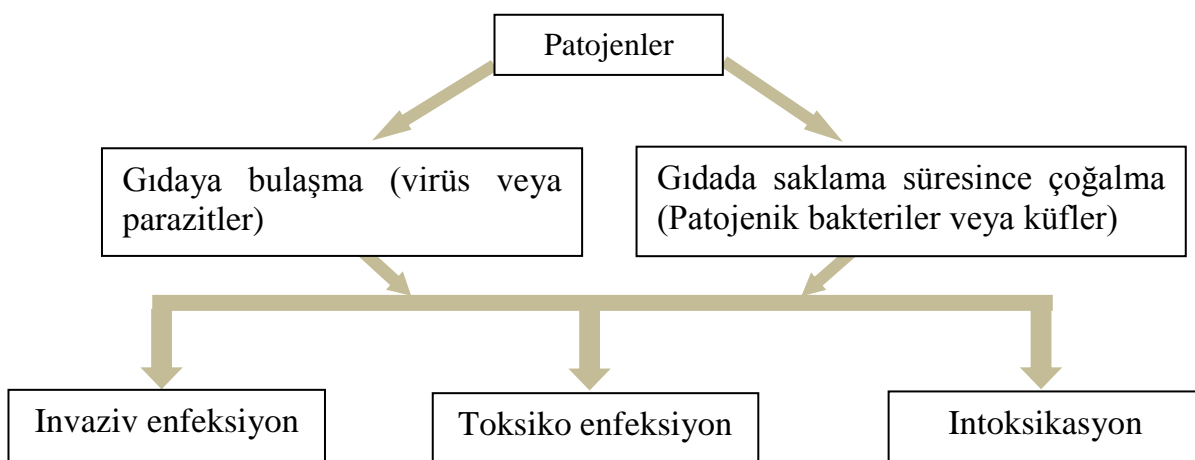 Patojenler
Gıdaya bulaşma (virüs veya
parazitler)
Gıdada saklama süresince çoğalma
(Patojenik bakteriler veya küfler)
Invaziv enfeksiyon
Toksiko enfeksiyon
Intoksikasyon